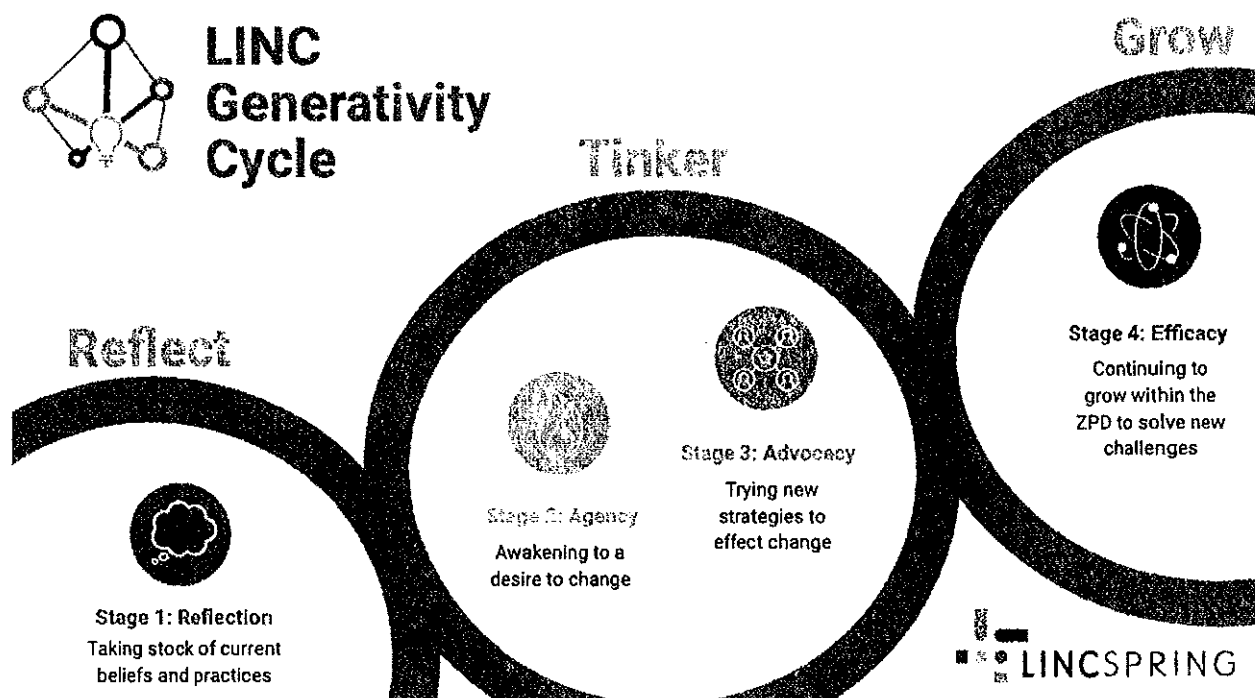 LINC
Generativity
Cycle
Reflect
Stage 1: Reflection
Taking stock of current
beliefs and practices
Tinker
Stage 2: Agency
Awakening to a
desire to change
Stage 3: Advocacy
Trying new
strategies to
effect change
Grow
Stage 4: Efficacy
Continuing to
grow within the
ZPD to solve new
challenges
LINCSPRING